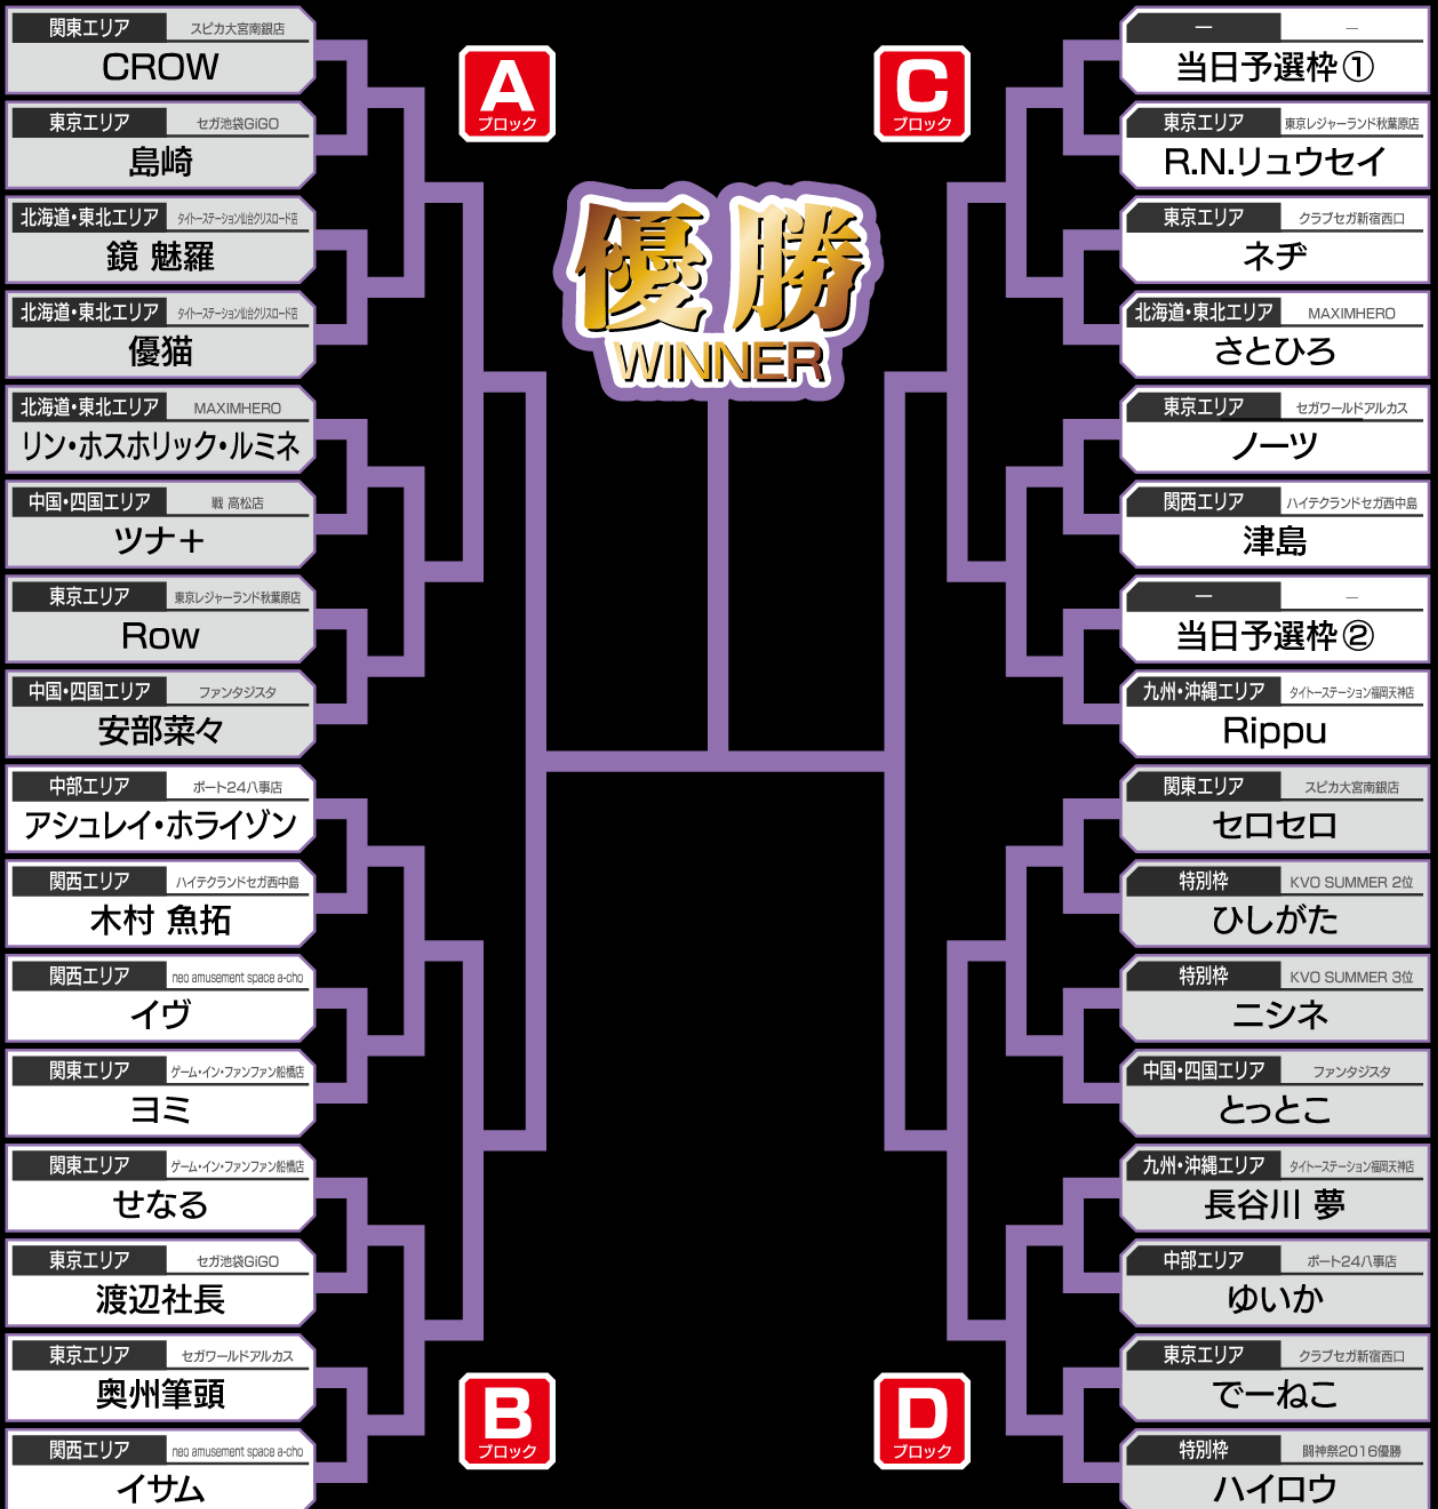 関東エリア スピカ大宮南銀店
CROW
東京エリア セガ池袋GiGO
島崎
北海道・東北エリア タイトーステーション仙台クリスロード店
鏡 魅羅
北海道・東北エリア タイトーステーション仙台クリスロード店
優猫
北海道・東北エリア MAXIMHERO
リン・ホスホリック・ルミネ
中国・四国エリア 戦 高松店
ツナ＋
東京エリア 東京レジャーランド秋葉原店
Row
中国・四国エリア ファンタジスタ
安部菜々
中部エリア ポート24八事店
アシュレイ・ホライゾン
関西エリア ハイテクランドセガ西中島
木村 魚拓
関西エリア neo amusement space a-cho
イヴ
関東エリア ゲーム・イン・ファンファン船橋店
ヨミ
関東エリア ゲーム・イン・ファンファン船橋店
せなる
東京エリア セガ池袋GiGO
渡辺社長
東京エリア セガワールドアルカス
奥州筆頭
関西エリア neo amusement space a-cho
イサム
A
ブロック
B
ブロック
優勝
WINNER
C
ブロック
D
ブロック
ー ー
当日予選枠①
東京エリア 東京レジャーランド秋葉原店
R.N.リュウセイ
東京エリア クラブセガ新宿西口
ネヂ
北海道・東北エリア MAXIMHERO
さとひろ
東京エリア セガワールドアルカス
ノーツ
関西エリア ハイテクランドセガ西中島
津島
ー ー
当日予選枠②
九州・沖縄エリア タイトーステーション福岡天神店
Rippu
関東エリア スピカ大宮南銀店
セロセロ
特別枠 KVO SUMMER 2位
ひしがた
特別枠 KVO SUMMER 3位
ニシネ
中国・四国エリア ファンタジスタ
とっとこ
九州・沖縄エリア タイトーステーション福岡天神店
長谷川 夢
中部エリア ポート24八事店
ゆいか
東京エリア クラブセガ新宿西口
でーねこ
特別枠 闘神祭2016優勝
ハイロウ